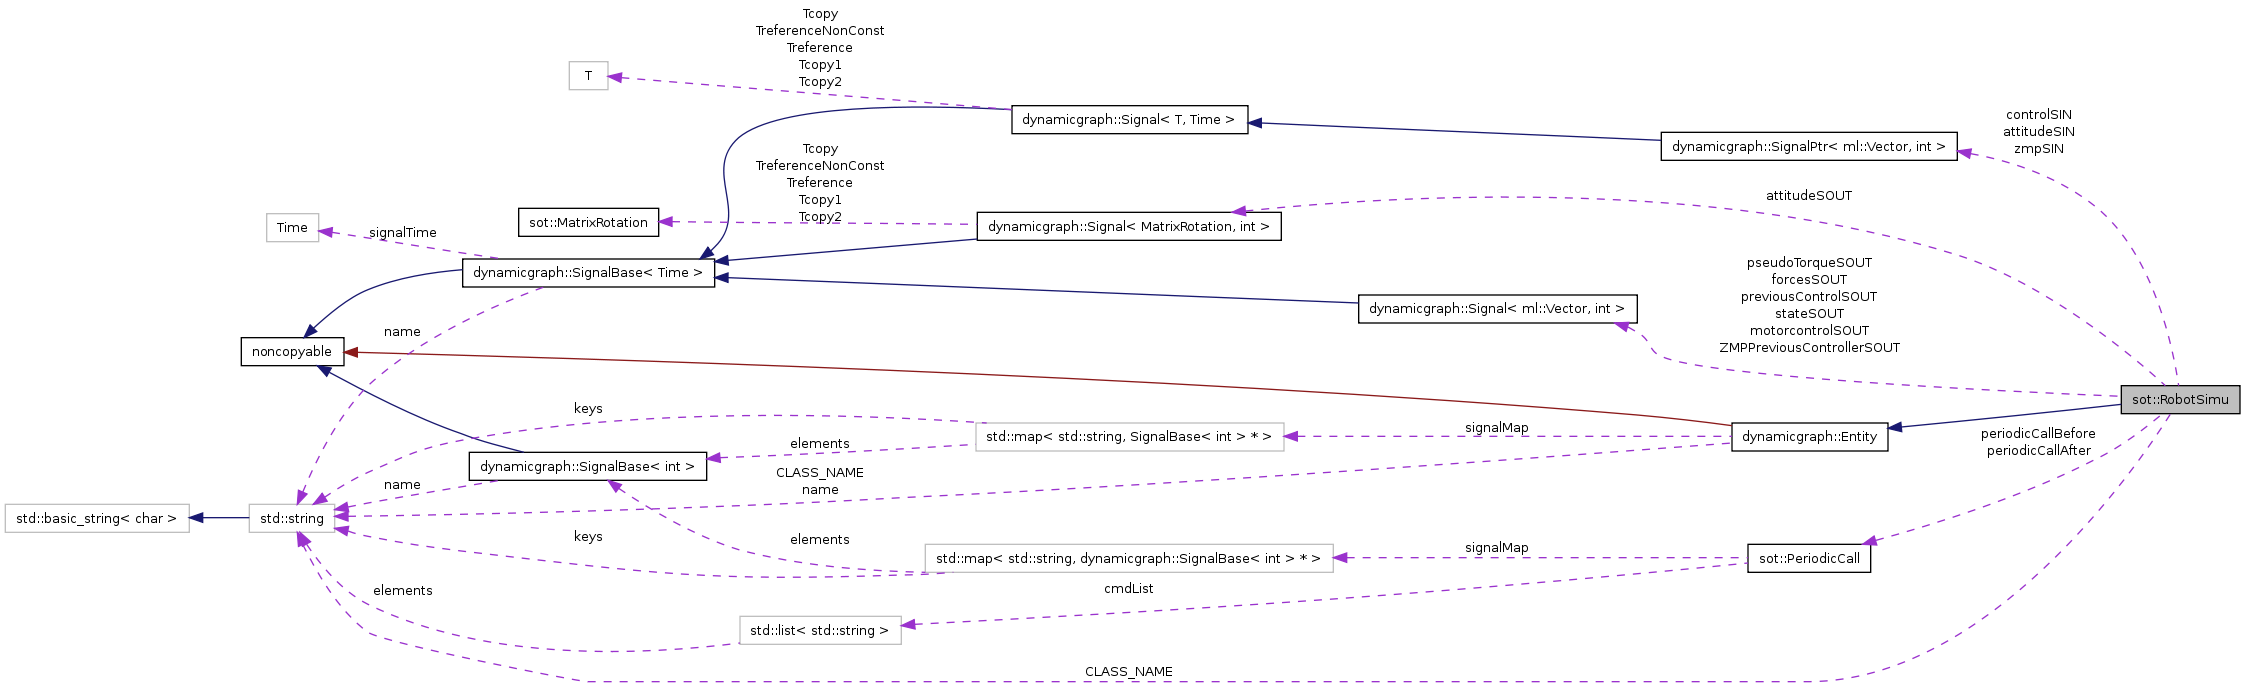 Tcopy
TreferenceNonConst
Treference
Tcopy1
Tcopy2
T
dynamicgraph::Signal< T, Time >
controlSIN
attitudeSIN
zmpSIN
dynamicgraph::SignalPtr< ml::Vector, int >
Tcopy
TreferenceNonConst
Treference
Tcopy1
Tcopy2
attitudeSOUT
Time
signalTime
sot::MatrixRotation
dynamicgraph::Signal< MatrixRotation, int >
dynamicgraph::SignalBase< Time >
pseudoTorqueSOUT
forcesSOUT
previousControlSOUT
stateSOUT
motorcontrolSOUT
ZMPPreviousControllerSOUT
dynamicgraph::Signal< ml::Vector, int >
name
noncopyable
sot::RobotSimu
keys
elements
std::map< std::string, SignalBase< int > * >
signalMap
dynamicgraph::Entity
periodicCallBefore
periodicCallAfter
dynamicgraph::SignalBase< int >
CLASS_NAME
name
name
std::basic_string< char >
std::string
keys
elements
std::map< std::string, dynamicgraph::SignalBase< int > * >
signalMap
sot::PeriodicCall
elements
cmdList
std::list< std::string >
CLASS_NAME